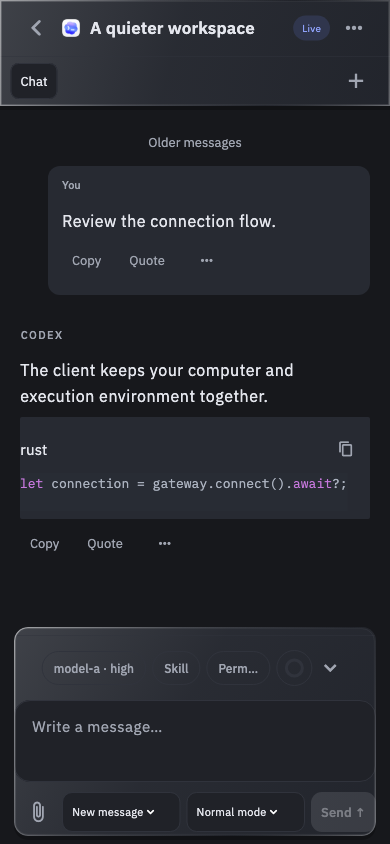 A quieter workspace
Live
Chat
Older messages
You
Review the connection flow.
Copy Quote
CODEX
The client keeps your computer and
execution environment together.
rust
let connection = gateway.connect().await?;
Copy Quote
model-a · high Skill Perm...
Write a message...
New message Normal mode Send ↑